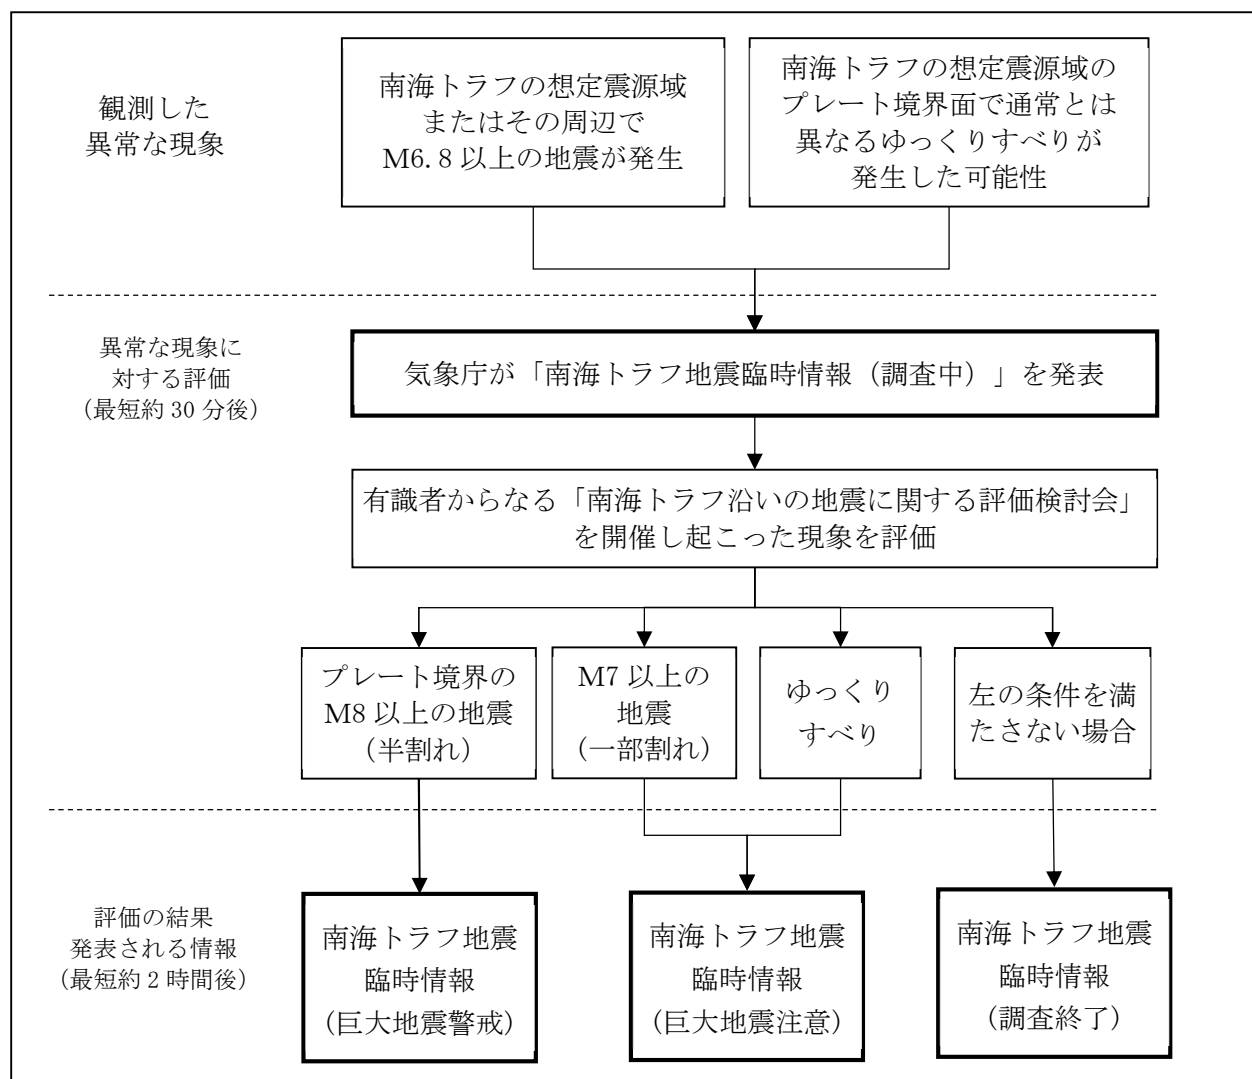 観測した
異常な現象
南海トラフの想定震源域
またはその周辺で
M6.8以上の地震が発生
南海トラフの想定震源域の
プレート境界面で通常とは
異なるゆっくりすべりが
発生した可能性
異常な現象に
対する評価
(最短約30分後)
気象庁が「南海トラフ地震臨時情報（調査中）」を発表
有識者からなる「南海トラフ沿いの地震に関する評価検討会」
を開催し起こった現象を評価
プレート境界の
M8以上の地震
(半割れ)
M7以上の
地震
(一部割れ)
ゆっくり
すべり
左の条件を満
たさない場合
評価の結果
発表される情報
(最短約2時間後)
南海トラフ地震
臨時情報
(巨大地震警戒)
南海トラフ地震
臨時情報
(巨大地震注意)
南海トラフ地震
臨時情報
(調査終了)